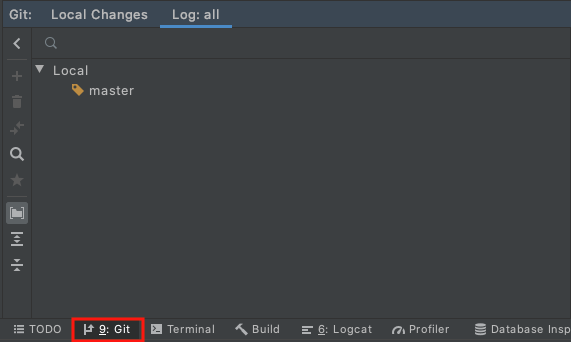 Git: Local Changes Log: all
Local
master
TODO 9: Git Terminal Build 6: Logcat Profiler Database Insp